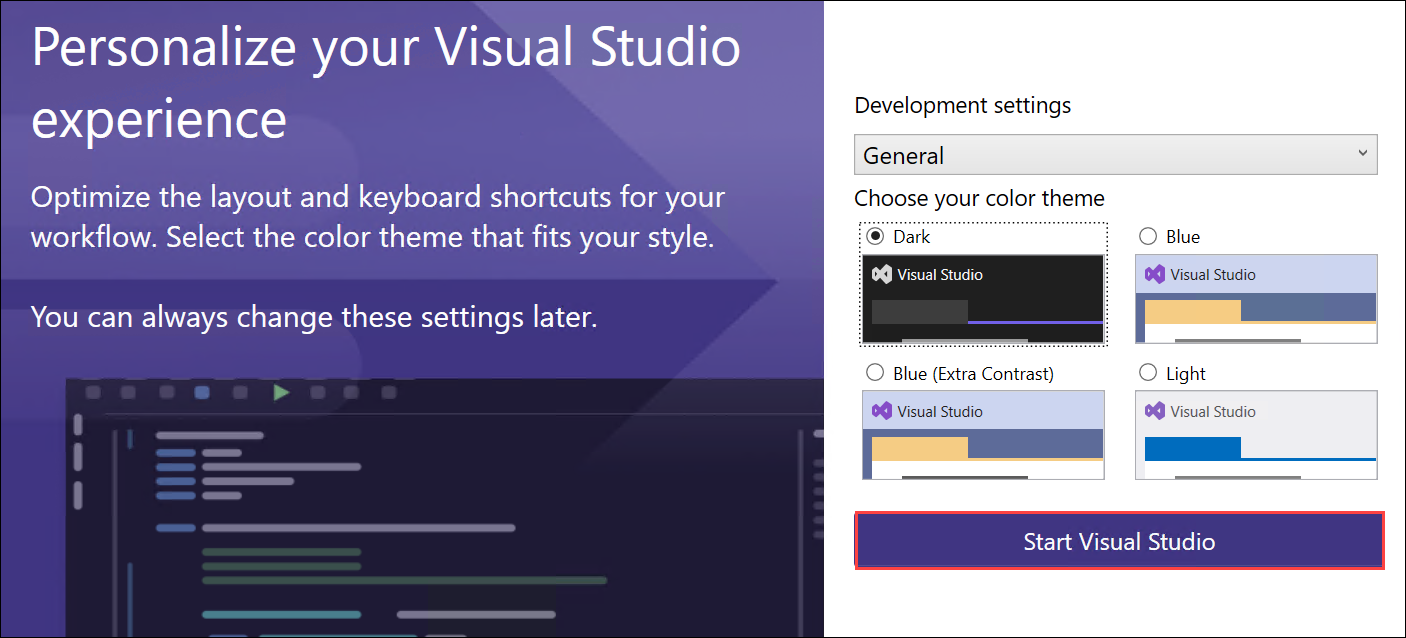 Personalize your Visual Studio
experience
Optimize the layout and keyboard shortcuts for your
workflow. Select the color theme that fits your style.
You can always change these settings later.
Development settings
General
Choose your color theme
Dark
Visual Studio
Blue
Visual Studio
Blue (Extra Contrast)
Visual Studio
Light
Visual Studio
Start Visual Studio